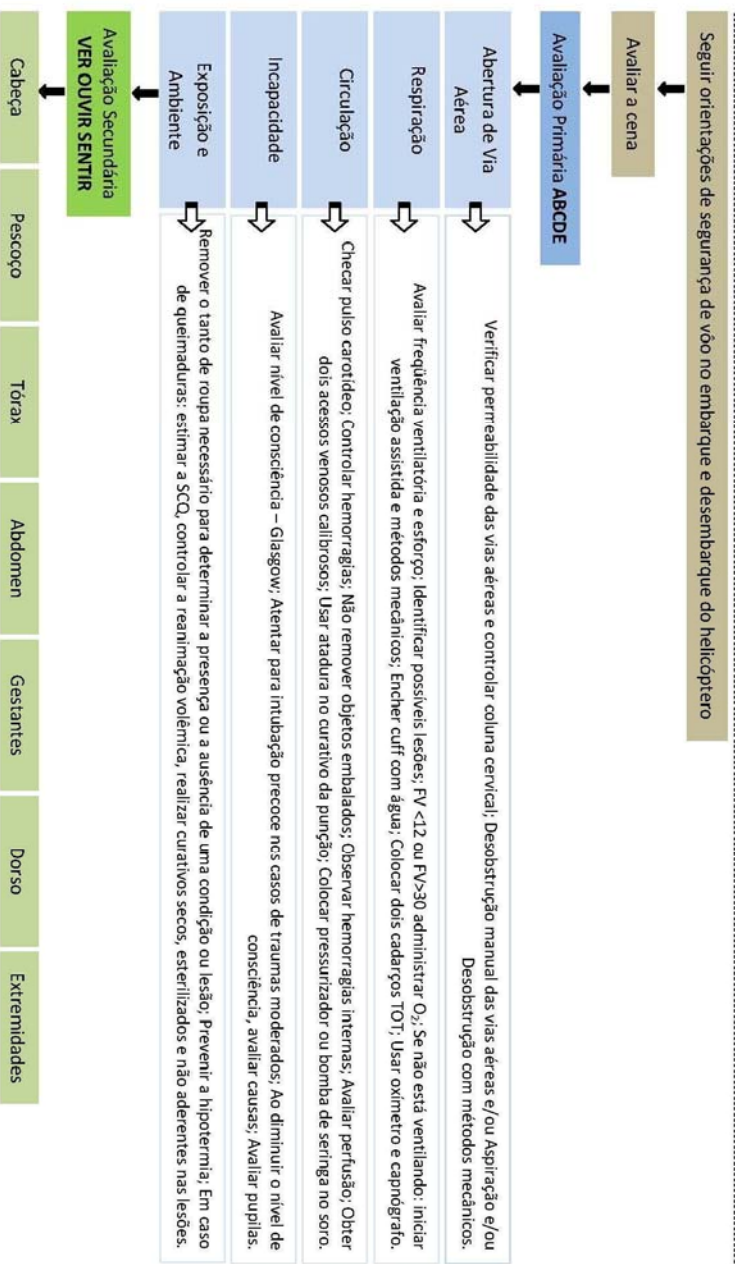 Seguir orientações de segurança de vôo no embarque e desembarque do helicóptero
Avaliar a cena
Avaliação Primária ABCDE
Abertura de Via
Aérea
Verificar permeabilidade das vias aéreas e controlar coluna cervical; Desobstrução manual das vias aéreas e/ou Aspiração e/ou
Desobstrução com métodos mecânicos.
Respiração
Avaliar freqüência ventilatória e esforço; Identificar possíveis lesões; FV <12 ou FV>30 administrar O₂; Se não está ventilando: iniciar
ventilação assistida e métodos mecânicos; Encher cuff com água; Colocar dois cadarços TOT; Usar oxímetro e capnógrafo.
Circulação
Checar pulso carotídeo; Controlar hemorragias; Não remover objetos embalados; Observar hemorragias internas; Avaliar perfusão; Obter
dois acessos venosos calibrosos; Usar atadura no curativo da punção; Colocar pressurizador ou bomba de seringa no soro.
Incapacidade
Avaliar nível de consciência – Glasgow; Atentar para intubação precoce nos casos de traumas moderados; Ao diminuir o nível de
consciência, avaliar causas; Avaliar pupilas.
Exposição e
Ambiente
Remover o tanto de roupa necessário para determinar a presença ou a ausência de uma condição ou lesão; Prevenir a hipotermia; Em caso
de queimaduras: estimar a SCQ, controlar a reanimação volêmica, realizar curativos secos, esterilizados e não aderentes nas lesões.
Avaliação Secundária
VER OUVIR SENTIR
Cabeça
Pescoço
Tórax
Abdomen
Gestantes
Dorso
Extremidades